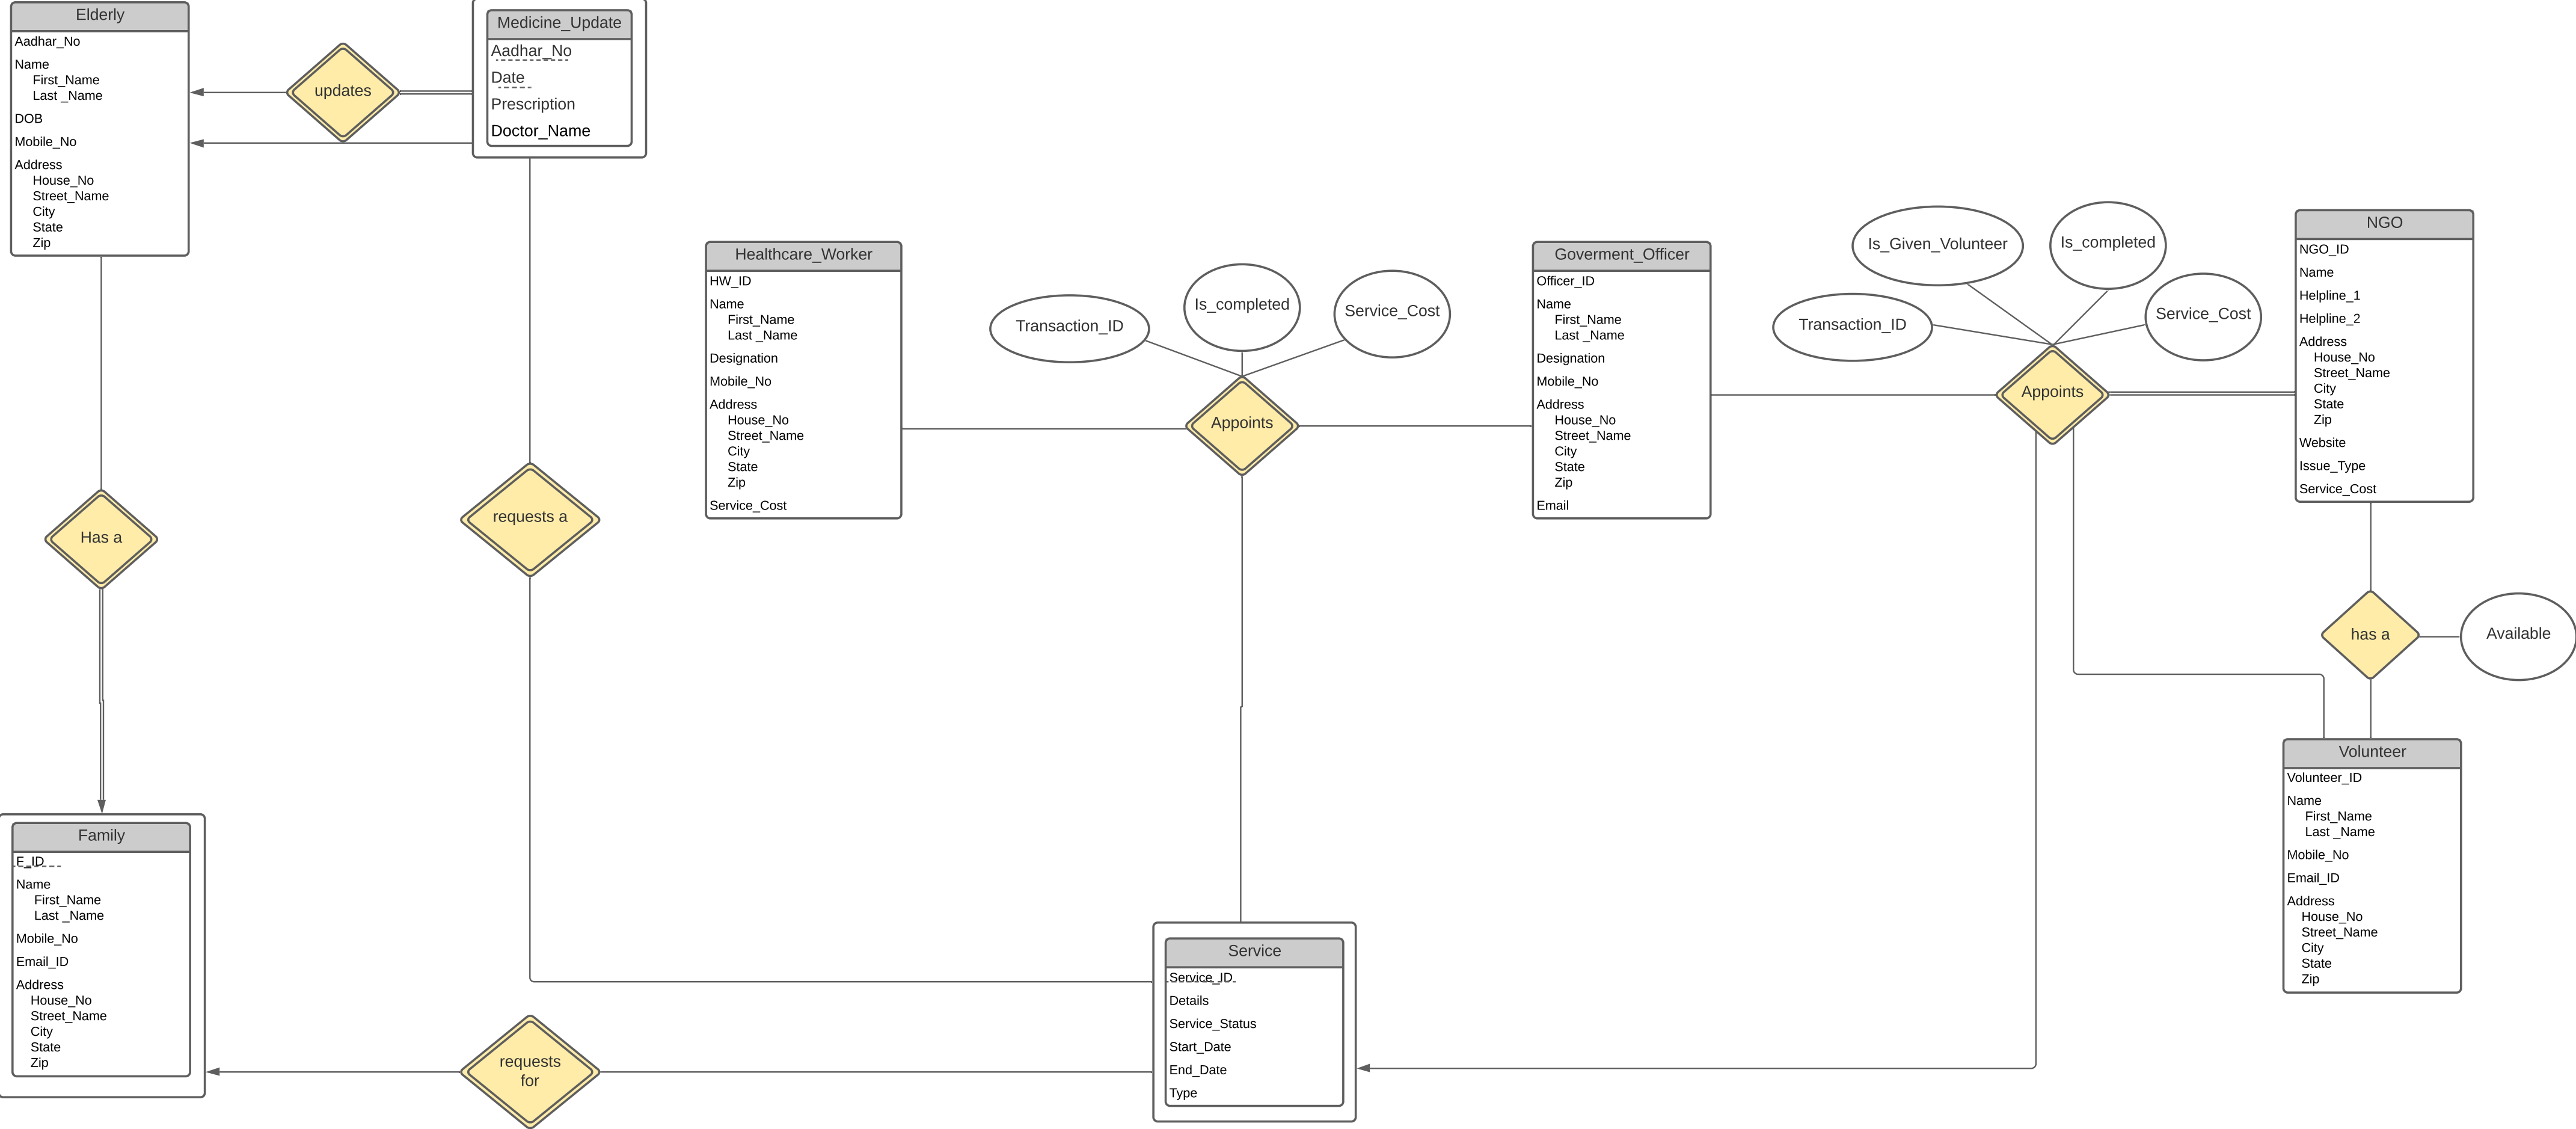 Elderly
Aadhar_No
Name
First_Name
Last _Name
DOB
Mobile_No
Address
House_No
Street_Name
City
State
Zip
updates
Medicine_Update
Aadhar_No
Date
Prescription
Doctor_Name
Has a
requests a
Healthcare_Worker
HW_ID
Name
First_Name
Last _Name
Designation
Mobile_No
Address
House_No
Street_Name
City
State
Zip
Service_Cost
Transaction_ID
Is_completed
Service_Cost
Appoints
Goverment_Officer
Officer_ID
Name
First_Name
Last _Name
Designation
Mobile_No
Address
House_No
Street_Name
City
State
Zip
Email
Transaction_ID
Is_Given_Volunteer
Is_completed
Service_Cost
Appoints
NGO
NGO_ID
Name
Helpline_1
Helpline_2
Address
House_No
Street_Name
City
State
Zip
Website
Issue_Type
Service_Cost
has a
Available
Volunteer
Volunteer_ID
Name
First_Name
Last _Name
Mobile_No
Email_ID
Address
House_No
Street_Name
City
State
Zip
Family
E_ID
Name
First_Name
Last _Name
Mobile_No
Email_ID
Address
House_No
Street_Name
City
State
Zip
requests
for
Service
Service_ID
Details
Service_Status
Start_Date
End_Date
Type